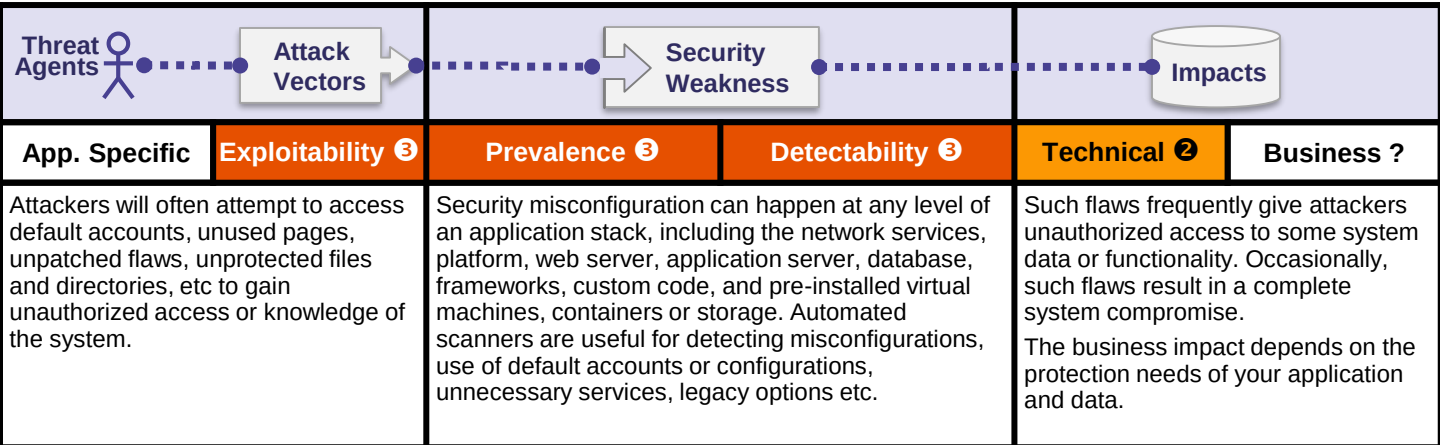 Threat
Agents
Attack
Vectors
Security
Weakness
Impacts
App. Specific
Exploitability ❸
Prevalence ❸
Detectability ❸
Technical ❷
Business ?
Attackers will often attempt to access
default accounts, unused pages,
unpatched flaws, unprotected files
and directories, etc to gain
unauthorized access or knowledge of
the system.
Security misconfiguration can happen at any level of
an application stack, including the network services,
platform, web server, application server, database,
frameworks, custom code, and pre-installed virtual
machines, containers or storage. Automated
scanners are useful for detecting misconfigurations,
use of default accounts or configurations,
unnecessary services, legacy options etc.
Such flaws frequently give attackers
unauthorized access to some system
data or functionality. Occasionally,
such flaws result in a complete
system compromise.
The business impact depends on the
protection needs of your application
and data.